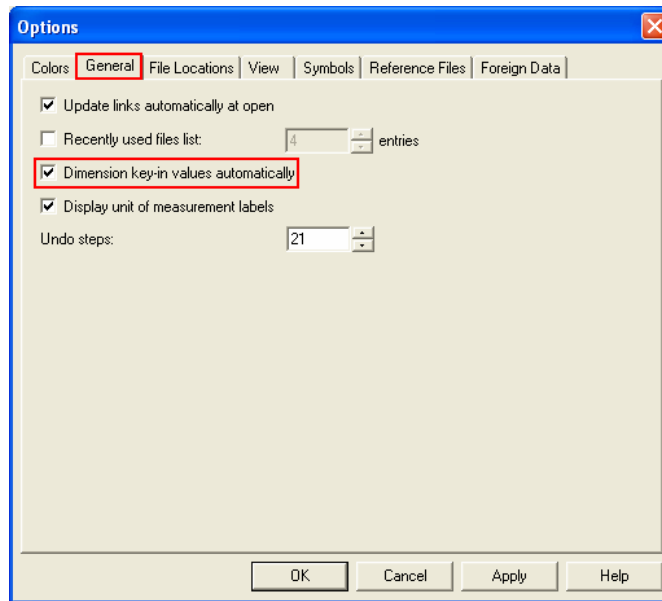 Options
Colors General File Locations View Symbols Reference Files Foreign Data
Update links automatically at open
Recently used files list: 4 entries
Dimension key-in values automatically
Display unit of measurement labels
Undo steps: 21
OK Cancel Apply Help